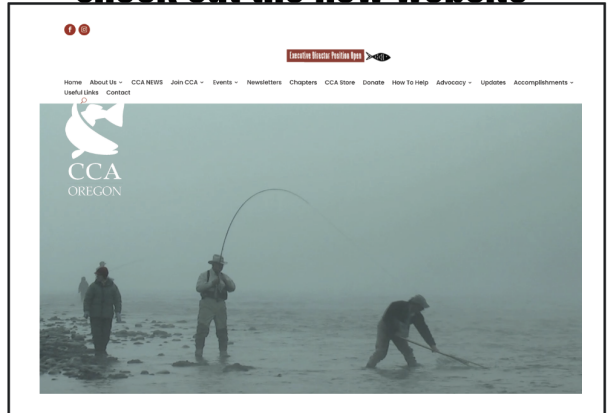 check out the new website
f
Executive Director Position Open
Home About Us CCA NEWS Join CCA Events Newsletters Chapters CCA Store Donate How To Help Advocacy Updates Accomplishments
Useful Links Contact
CCA
OREGON